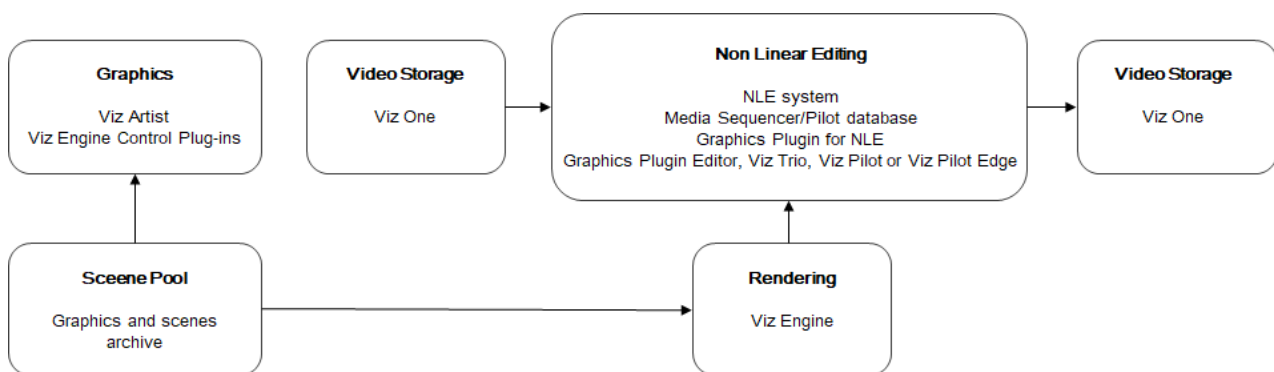 Graphics
Viz Artist
Viz Engine Control Plug-ins
Video Storage
Viz One
Non Linear Editing
NLE system
Media Sequencer/Pilot database
Graphics Plugin for NLE
Graphics Plugin Editor, Viz Trio, Viz Pilot or Viz Pilot Edge
Video Storage
Viz One
Sceene Pool
Graphics and scenes
archive
Rendering
Viz Engine